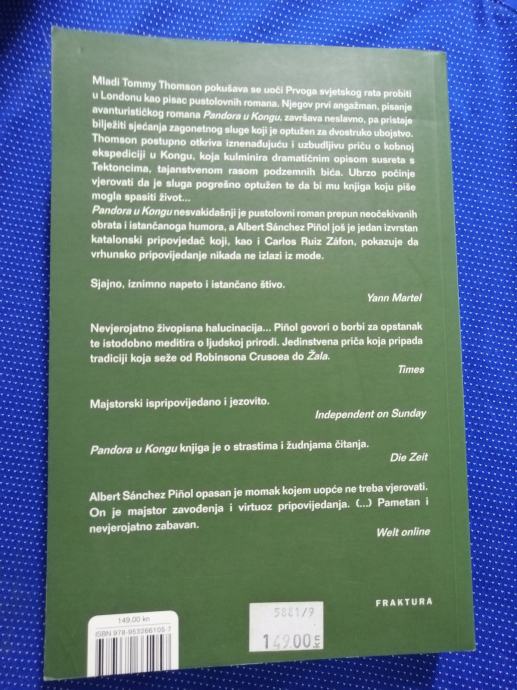 Mladi Tommy Thomson pokušava se uoči Prvoga svjetskog rata probiti
u Londonu kao pisac pustolovnih romana. Njegov prvi angažman, pisanje
avanturističkog romana Pandora u Kongu, završava neslavno, pa pristaje
bilježiti sjećanja zagonetnog sluge koji je optužen za dvostruko ubojstvo.
Thomson postupno otkriva iznenađujuću i uzbudljivu priču o kobnoj
ekspediciji u Kongu, koja kulminira dramatičnim opisom susreta s
Tektoncima, tajanstvenom rasom podzemnih bića. Ubrzo počinje
vjerovati da je sluga pogrešno optužen te da bi mu knjiga koju piše
mogla spasiti život...
Pandora u Kongu nesvakidašnji je pustolovni roman prepun neočekivanih
obrata i istančanoga humora, a Albert Sánchez Piñol još je jedan izvrstan
katalonski pripovjedač koji, kao i Carlos Ruiz Záfon, pokazuje da
vrhunsko pripovijedanje nikada ne izlazi iz mode.
Sjajno, iznimno napeto i istančano štivo.
Yann Martel
Nevjerojatno živopisna halucinacija... Piñol govori o borbi za opstanak
te istodobno meditira o ljudskoj prirodi. Jedinstvena priča koja pripada
tradiciji koja seže od Robinsona Crusoea do Žala.
Times
Majstorski ispripovijedano i jezovito.
Independent on Sunday
Pandora u Kongu knjiga je o strastima i žudnjama čitanja.
Die Zeit
Albert Sánchez Piñol opasan je momak kojem uopće ne treba vjerovati.
On je majstor zavođenja i virtuoz pripovijedanja. (...) Pametan i
nevjerojatno zabavan.
Welt online
FRAKTURA
149,00 kn
ISBN 978-953266105-7
5881/9
149.00 kn